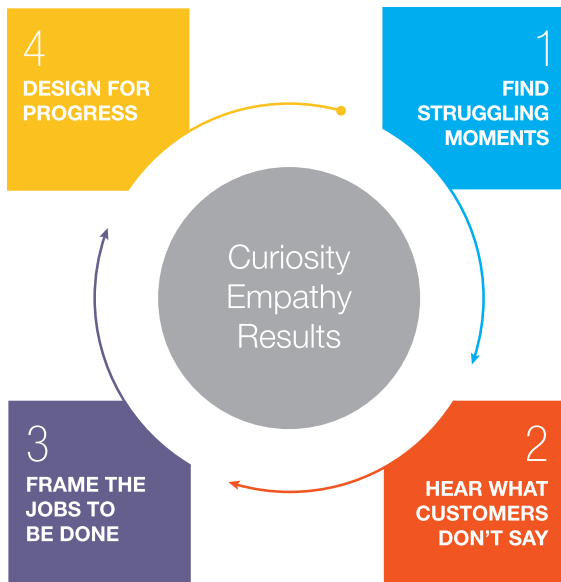 1
FIND
STRUGGLING
MOMENTS
2
HEAR WHAT
CUSTOMERS
DON'T SAY
3
FRAME THE
JOBS TO
BE DONE
4
DESIGN FOR
PROGRESS
Curiosity
Empathy
Results